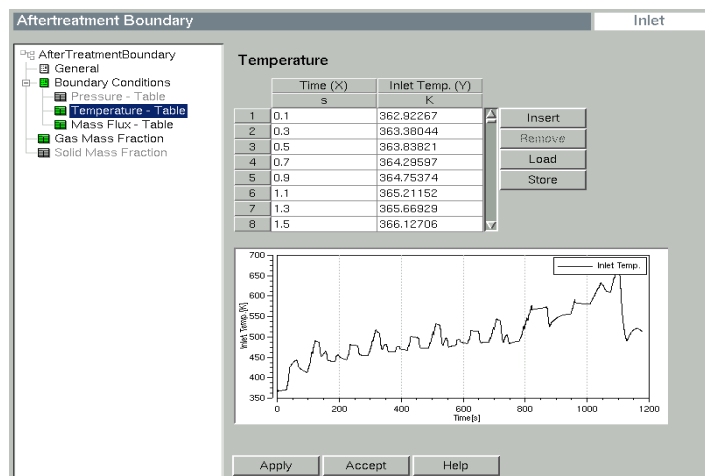 Aftertreatment Boundary
Inlet
AfterTreatmentBoundary
General
Boundary Conditions
Pressure - Table
Temperature - Table
Mass Flux - Table
Gas Mass Fraction
Solid Mass Fraction
Temperature
Time (X) Inlet Temp. (Y)
s K
1 0.1 362.92267
2 0.3 363.38044
3 0.5 363.83821
4 0.7 364.29597
5 0.9 364.75374
6 1.1 365.21152
7 1.3 365.66929
8 1.5 366.12706
Insert
Remove
Load
Store
Inlet Temp.
Inlet Temp. [K]
700
650
600
550
500
450
400
350
0 200 400 600 800 1000 1200
Time [s]
Apply Accept Help